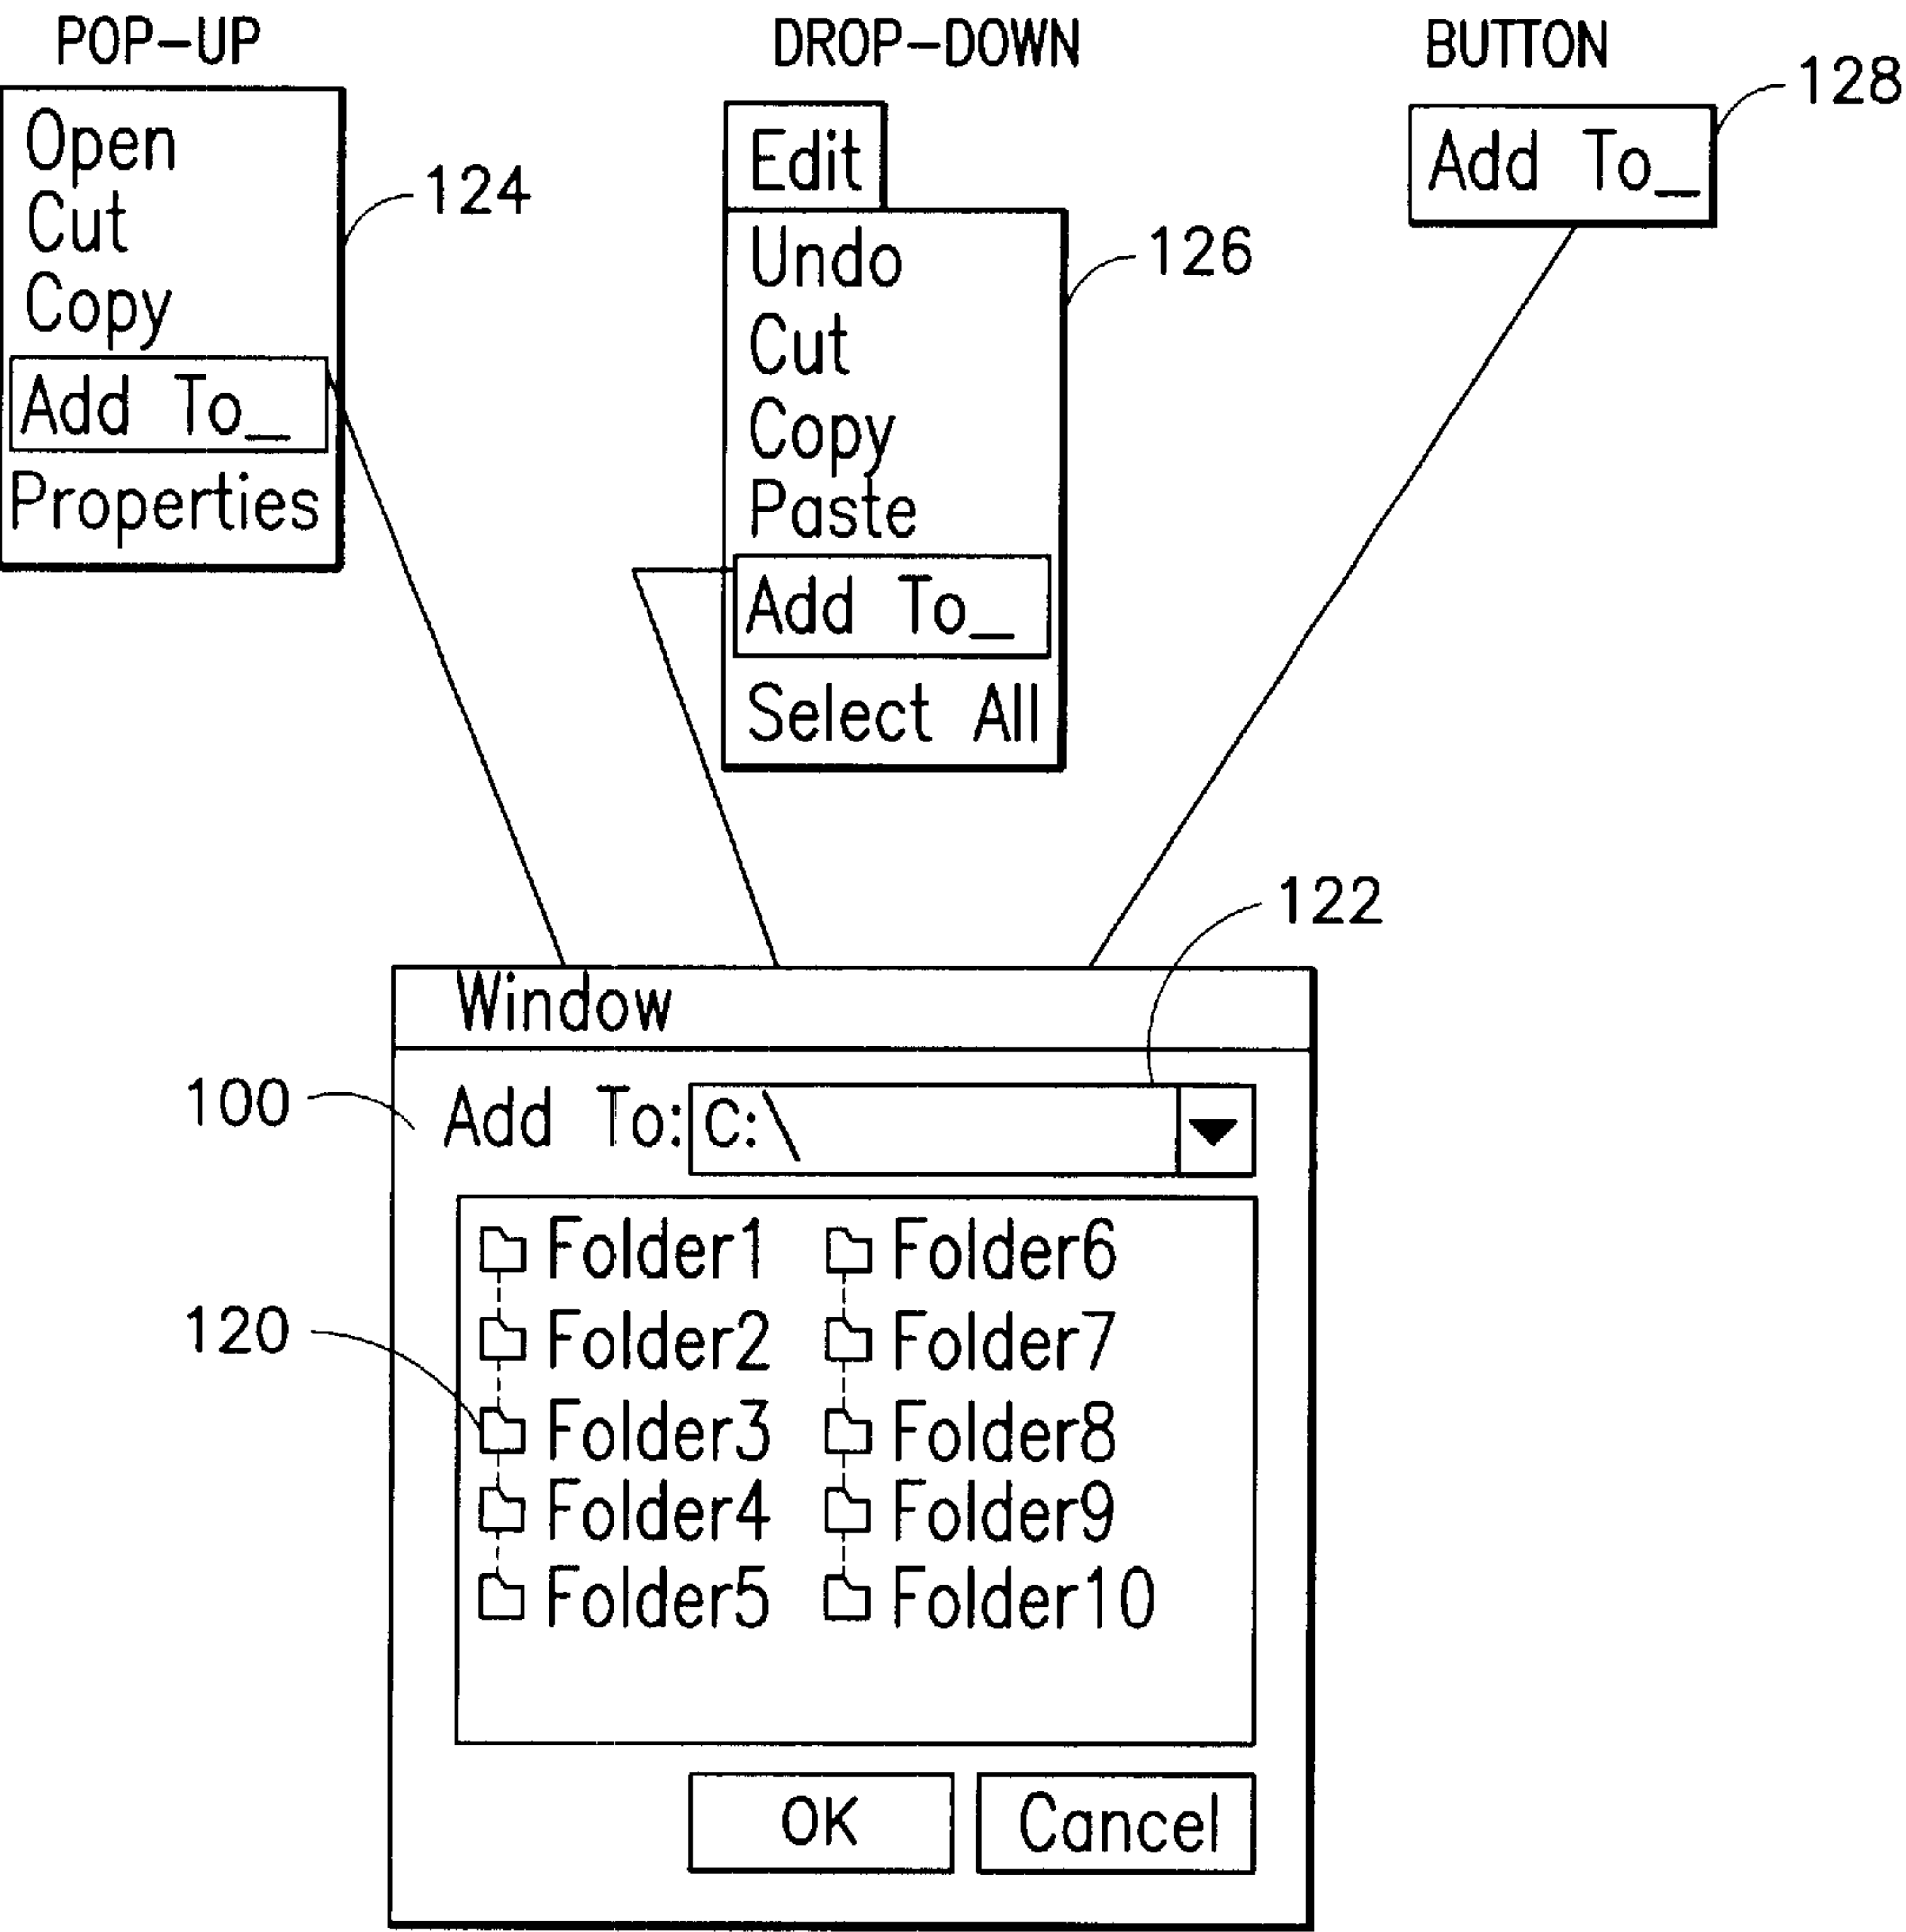 POP-UP
Open
Cut
Copy
Add To_
Properties
124
DROP-DOWN
Edit
Undo
Cut
Copy
Paste
Add To_
Select All
126
BUTTON
Add To_
128
122
Window
100
Add To: C:\
Folder1 Folder6
Folder2 Folder7
120
Folder3 Folder8
Folder4 Folder9
Folder5 Folder10
OK Cancel